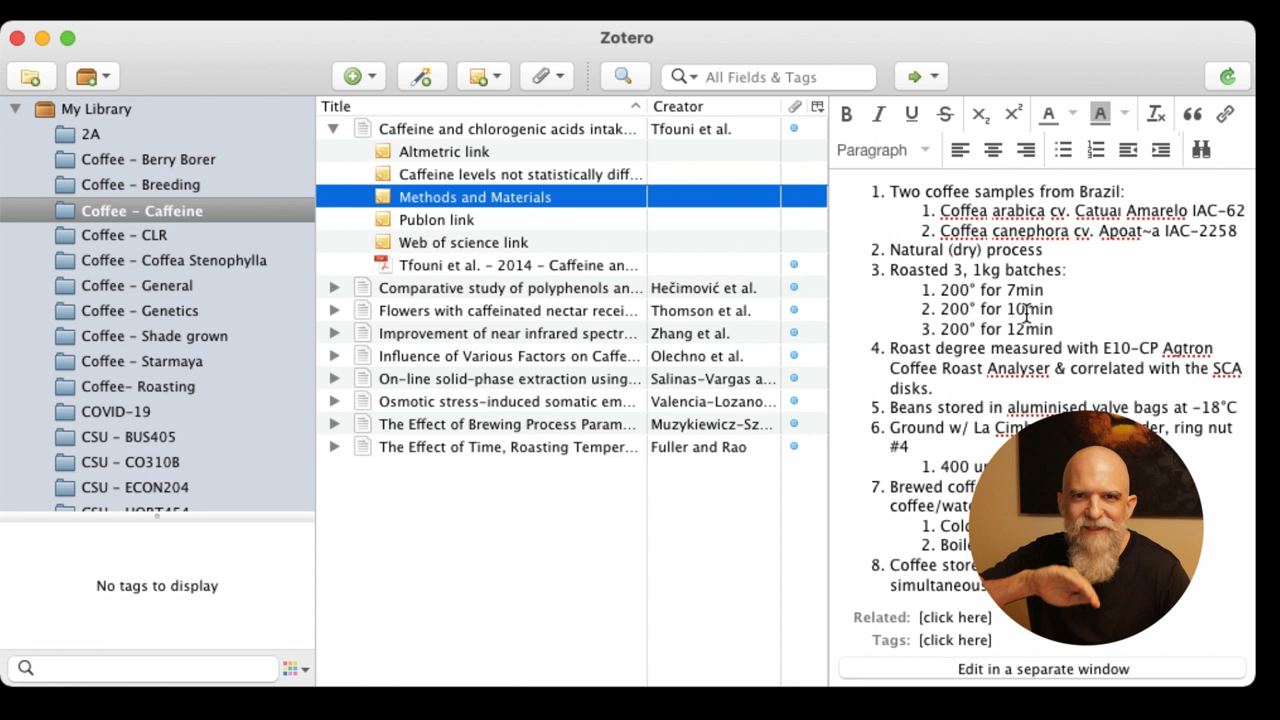 Zotero
All Fields & Tags
My Library
2A
Coffee – Berry Borer
Coffee – Breeding
Coffee – Caffeine
Coffee – CLR
Coffee – Coffea Stenophylla
Coffee – General
Coffee – Genetics
Coffee – Shade grown
Coffee – Starmaya
Coffee– Roasting
COVID-19
CSU – BUS405
CSU – CO310B
CSU – ECON204
CSU – HORT454
No tags to display
Title Creator
Caffeine and chlorogenic acids intak... Tfouni et al.
Altmetric link
Caffeine levels not statistically diff...
Methods and Materials
Publon link
Web of science link
Tfouni et al. – 2014 – Caffeine an...
Comparative study of polyphenols an... Hečimović et al.
Flowers with caffeinated nectar recei... Thomson et al.
Improvement of near infrared spectr... Zhang et al.
Influence of Various Factors on Caffe... Olechno et al.
On-line solid-phase extraction using... Salinas-Vargas a...
Osmotic stress-induced somatic em... Valencia-Lozano...
The Effect of Brewing Process Param... Muzykiewicz-Sz...
The Effect of Time, Roasting Temper... Fuller and Rao
B I U S X₂ X² A A Tx
Paragraph
1. Two coffee samples from Brazil:
1. Coffea arabica cv. Catuaı Amarelo IAC-62
2. Coffea canephora cv. Apoat~a IAC-2258
2. Natural (dry) process
3. Roasted 3, 1kg batches:
1. 200° for 7min
2. 200° for 10min
3. 200° for 12min
4. Roast degree measured with E10-CP Agtron
Coffee Roast Analyser & correlated with the SCA
disks.
5. Beans stored in aluminised valve bags at -18°C
6. Ground w/ La ring nut
#4
1. 400
7. Brewed
8. Coffee
Related: [click here]
Tags: [click here]
Edit in a separate window